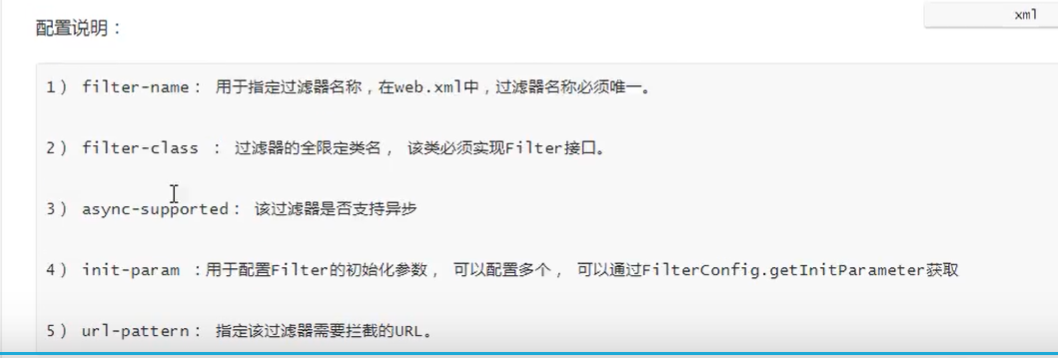 配置说明：
xml
1） filter-name： 用于指定过滤器名称，在web.xml中，过滤器名称必须唯一。
2） filter-class ： 过滤器的全限定类名， 该类必须实现Filter接口。
3） async-supported： 该过滤器是否支持异步
4） init-param ：用于配置Filter的初始化参数， 可以配置多个， 可以通过FilterConfig.getInitParameter获取
5） url-pattern： 指定该过滤器需要拦截的URL。